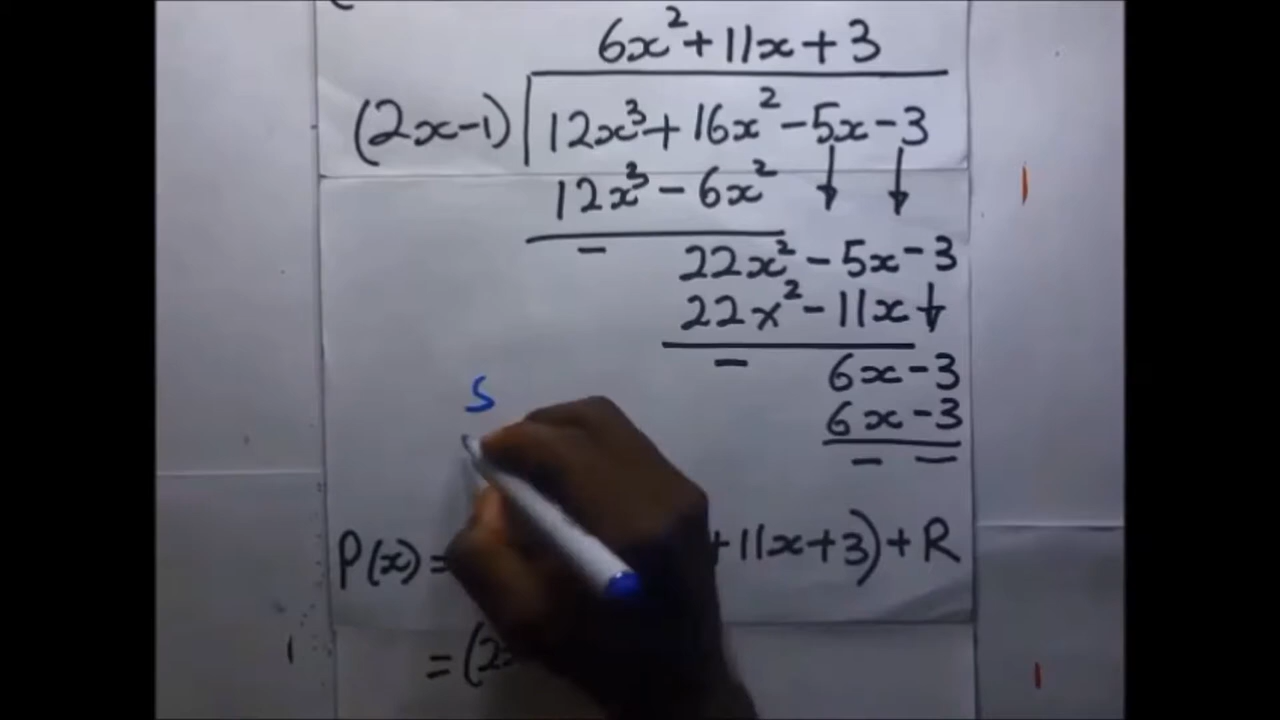 6x²+11x+3
(2x-1) 12x³+16x²-5x-3
12x³-6x²
- 22x²-5x-3
22x²-11x
- 6x-3
6x-3
- -
S
P(x)= +11x+3)+R
=(2x